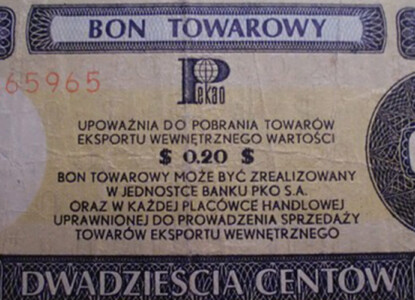 BON TOWAROWY
65965
Pekao
UPOWAŻNIA DO POBRANIA TOWARÓW
EKSPORTU WEWNĘTRZNEGO WARTOŚCI
$ 0.20 $
BON TOWAROWY MOŻE BYĆ ZREALIZOWANY
W JEDNOSTCE BANKU PKO S.A.
ORAZ W KAŻDEJ PLACÓWCE HANDLOWEJ
UPRAWNIONEJ DO PROWADZENIA SPRZEDAŻY
TOWARÓW EKSPORTU WEWNĘTRZNEGO
DWADZIEŚCIA CENTÓW